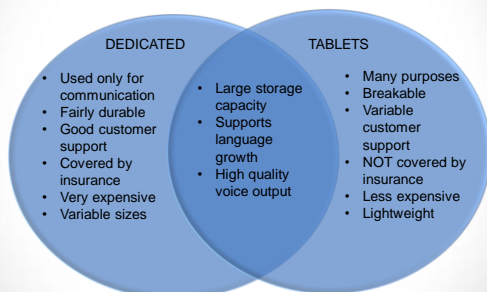 DEDICATED
• Used only for
communication
• Fairly durable
• Good customer
support
• Covered by
insurance
• Very expensive
• Variable sizes
• Large storage
capacity
• Supports
language
growth
• High quality
voice output
TABLETS
• Many purposes
• Breakable
• Variable
customer
support
• NOT covered by
insurance
• Less expensive
• Lightweight